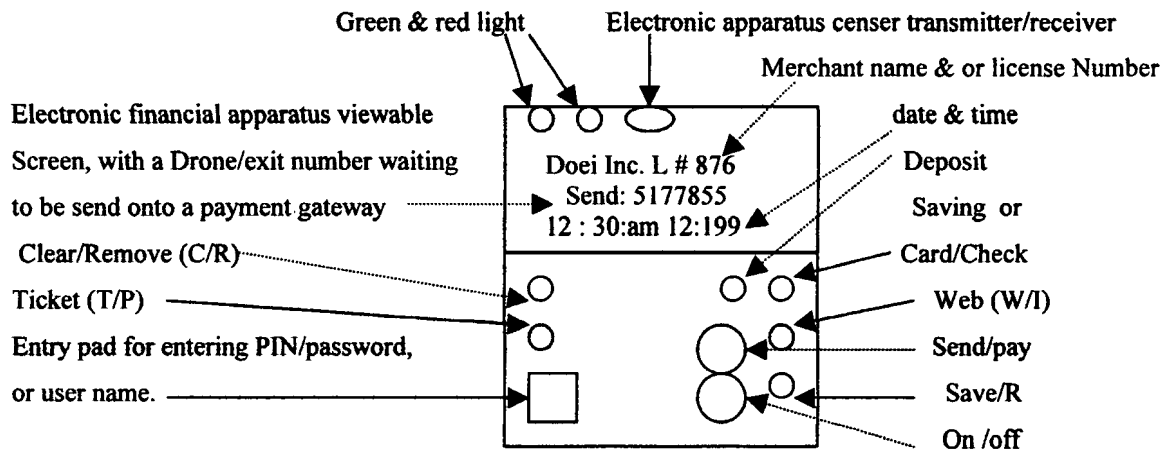 Green & red light
Electronic apparatus censer transmitter/receiver
Merchant name & or license Number
Electronic financial apparatus viewable
Screen, with a Drone/exit number waiting
to be send onto a payment gateway
date & time
Deposit
Doei Inc. L # 876
Send: 5177855
12 : 30:am 12:199
Saving or
Card/Check
Clear/Remove (C/R)
Ticket (T/P)
Web (W/I)
Entry pad for entering PIN/password,
or user name.
Send/pay
Save/R
On /off